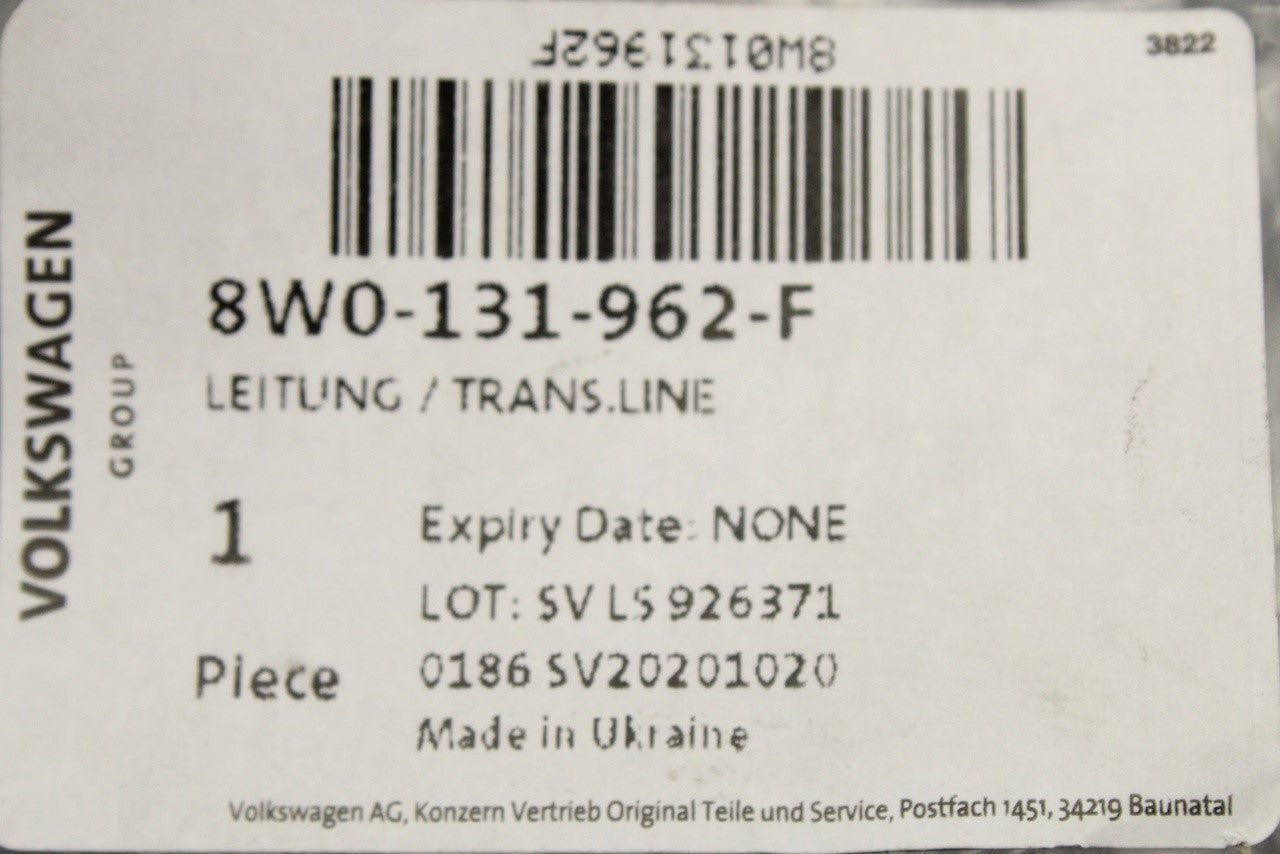 8W0131962F
3822
8W0-131-962-F
LEITUNG / TRANS.LINE
VOLKSWAGEN
GROUP
1
Expiry Date: NONE
LOT: SV LS 926371
Piece
0186 SV20201020
Made in Ukraine
Volkswagen AG, Konzern Vertrieb Original Teile und Service, Postfach 1451, 34219 Baunatal